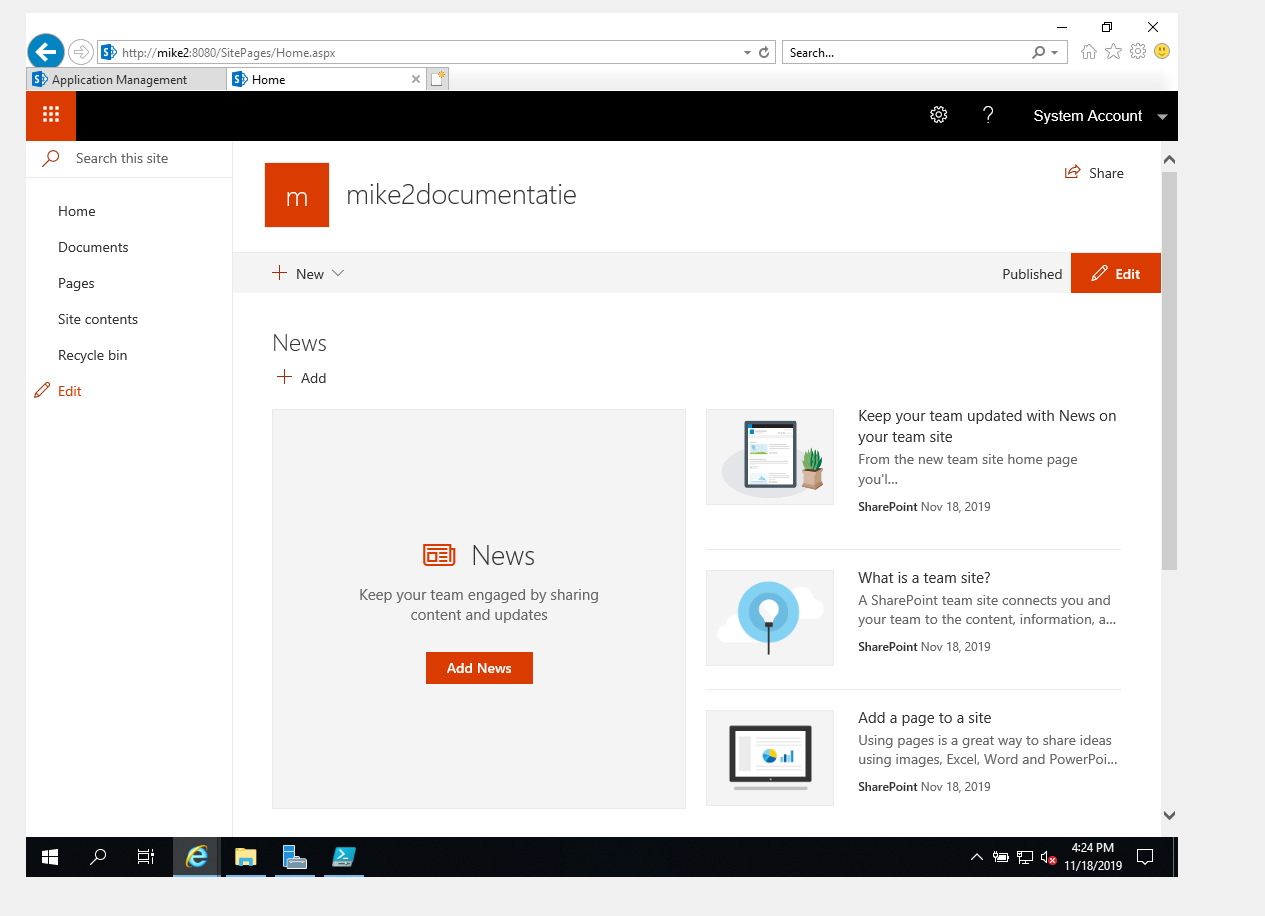 http://mike2:8080/SitePages/Home.aspx
Search...
Application Management
Home
System Account
Search this site
Home
Documents
Pages
Site contents
Recycle bin
Edit
m
mike2documentatie
Share
New
Published
Edit
News
Add
News
Keep your team engaged by sharing
content and updates
Add News
Keep your team updated with News on
your team site
From the new team site home page
you'l...
SharePoint Nov 18, 2019
What is a team site?
A SharePoint team site connects you and
your team to the content, information, a...
SharePoint Nov 18, 2019
Add a page to a site
Using pages is a great way to share ideas
using images, Excel, Word and PowerPoi...
SharePoint Nov 18, 2019
4:24 PM
11/18/2019